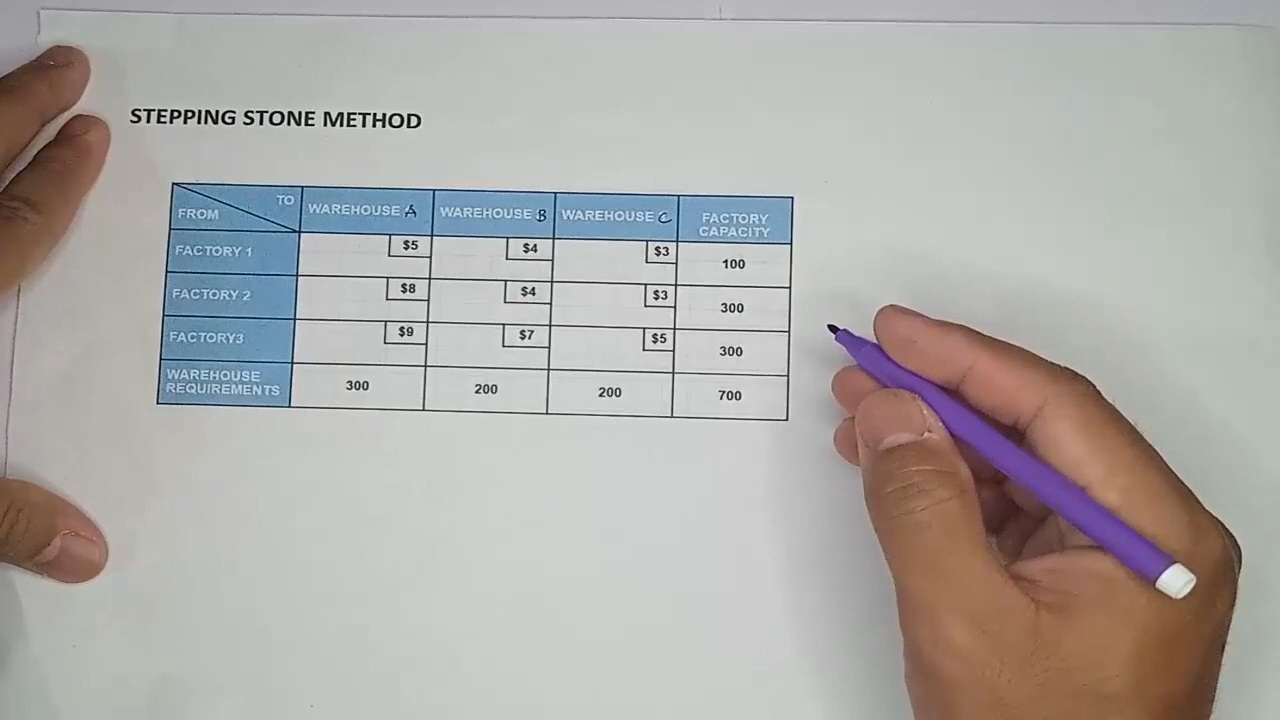 STEPPING STONE METHOD
TO
FROM
WAREHOUSE A
WAREHOUSE B
WAREHOUSE C
FACTORY
CAPACITY
FACTORY 1
$5
$4
$3
100
FACTORY 2
$8
$4
$3
300
FACTORY3
$9
$7
$5
300
WAREHOUSE
REQUIREMENTS
300
200
200
700